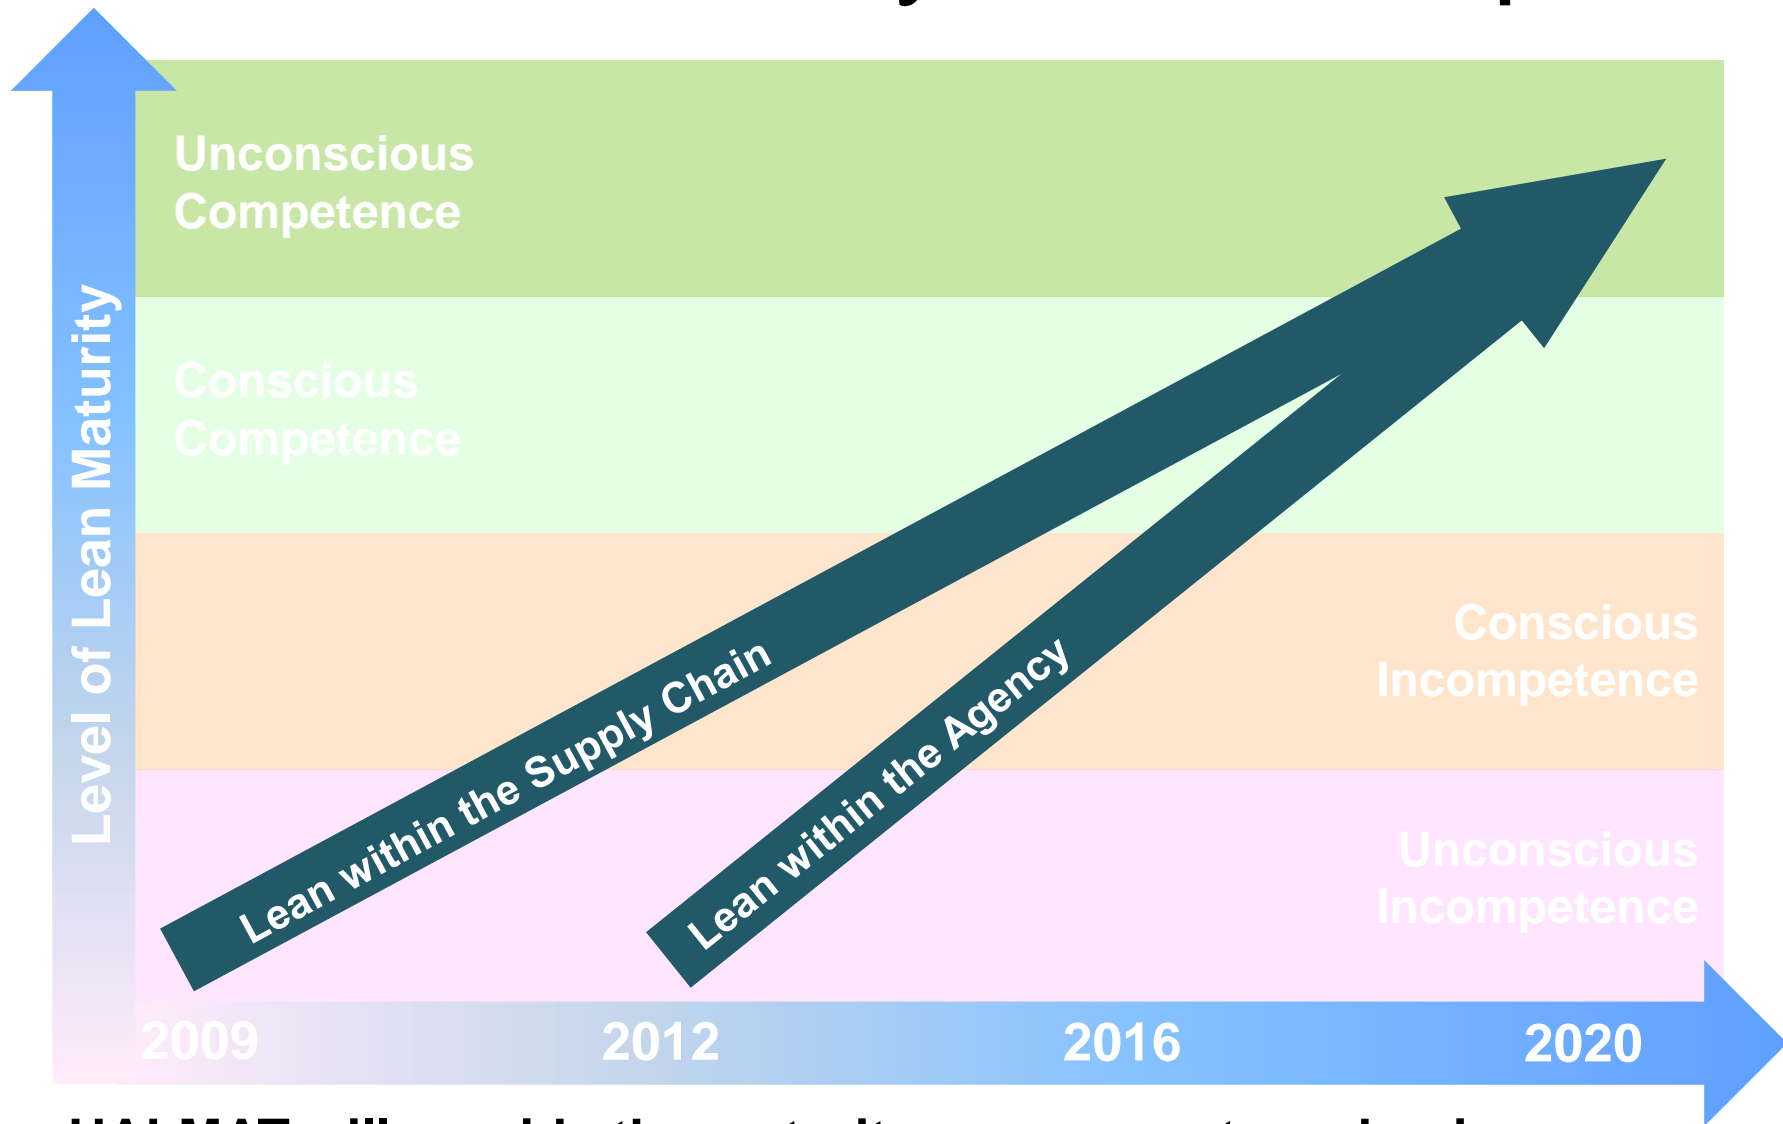 Unconscious
Competence
Conscious
Competence
Conscious
Incompetence
Unconscious
Incompetence
Level of Lean Maturity
Lean within the Supply Chain
Lean within the Agency
2009 2012 2016 2020